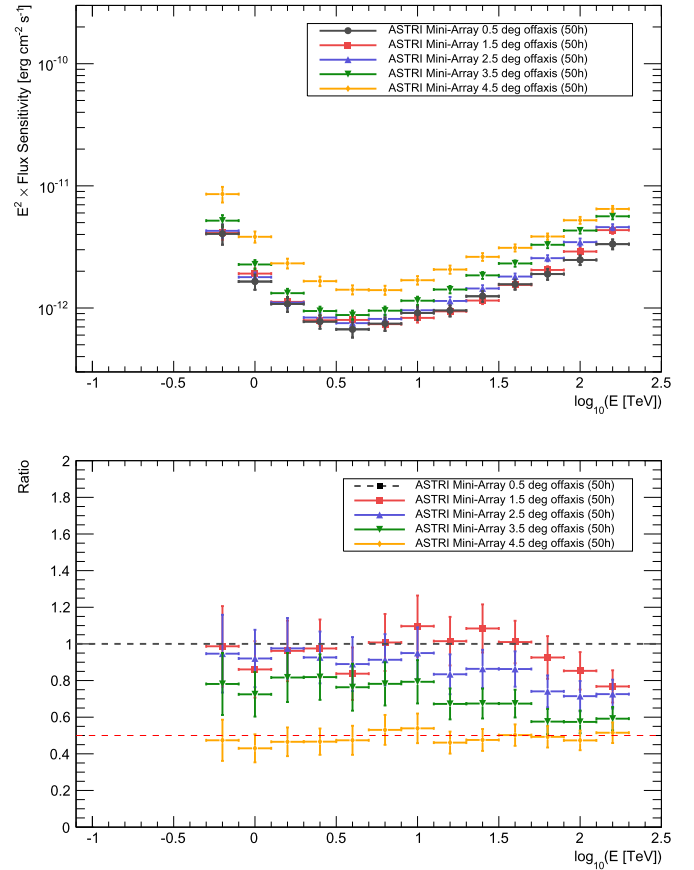 E² × Flux Sensitivity [erg cm⁻² s⁻¹]
ASTRI Mini-Array 0.5 deg offaxis (50h)
ASTRI Mini-Array 1.5 deg offaxis (50h)
ASTRI Mini-Array 2.5 deg offaxis (50h)
ASTRI Mini-Array 3.5 deg offaxis (50h)
ASTRI Mini-Array 4.5 deg offaxis (50h)
10⁻¹⁰
10⁻¹¹
10⁻¹²
-1 -0.5 0 0.5 1 1.5 2 2.5
log₁₀(E [TeV])
Ratio
ASTRI Mini-Array 0.5 deg offaxis (50h)
ASTRI Mini-Array 1.5 deg offaxis (50h)
ASTRI Mini-Array 2.5 deg offaxis (50h)
ASTRI Mini-Array 3.5 deg offaxis (50h)
ASTRI Mini-Array 4.5 deg offaxis (50h)
2
1.8
1.6
1.4
1.2
1
0.8
0.6
0.4
0.2
0
-1 -0.5 0 0.5 1 1.5 2 2.5
log₁₀(E [TeV])